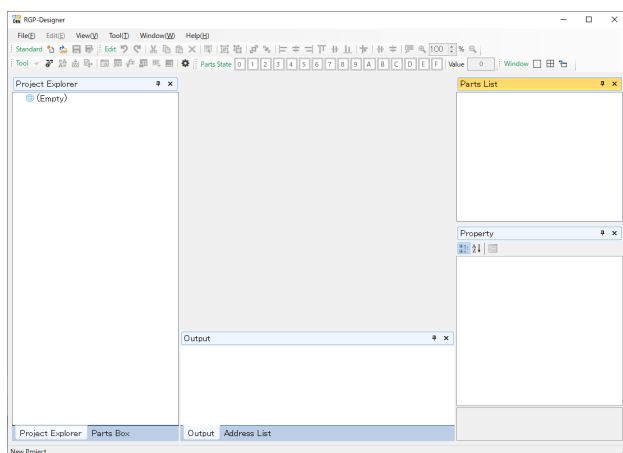 RGP-Designer
File(F) Edit(E) View(V) Tool(T) Window(W) Help(H)
Standard Edit 100 %
Tool Parts State 0 1 2 3 4 5 6 7 8 9 A B C D E F Value 0 Window
Project Explorer
(Empty)
Parts List
Property
Output
Project Explorer Parts Box
Output Address List
New Project